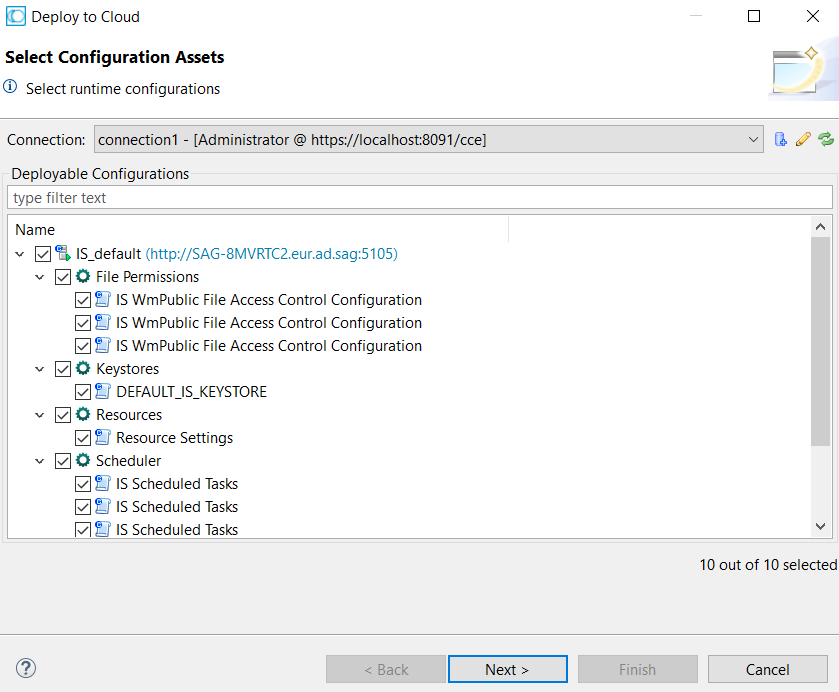 Deploy to Cloud
Select Configuration Assets
Select runtime configurations
Connection: connection1 - [Administrator @ https://localhost:8091/cce]
Deployable Configurations
type filter text
Name
IS_default (http://SAG-8MVRTC2.eur.ad.sag:5105)
File Permissions
IS WmPublic File Access Control Configuration
IS WmPublic File Access Control Configuration
IS WmPublic File Access Control Configuration
Keystores
DEFAULT_IS_KEYSTORE
Resources
Resource Settings
Scheduler
IS Scheduled Tasks
IS Scheduled Tasks
IS Scheduled Tasks
10 out of 10 selected
< Back Next > Finish Cancel